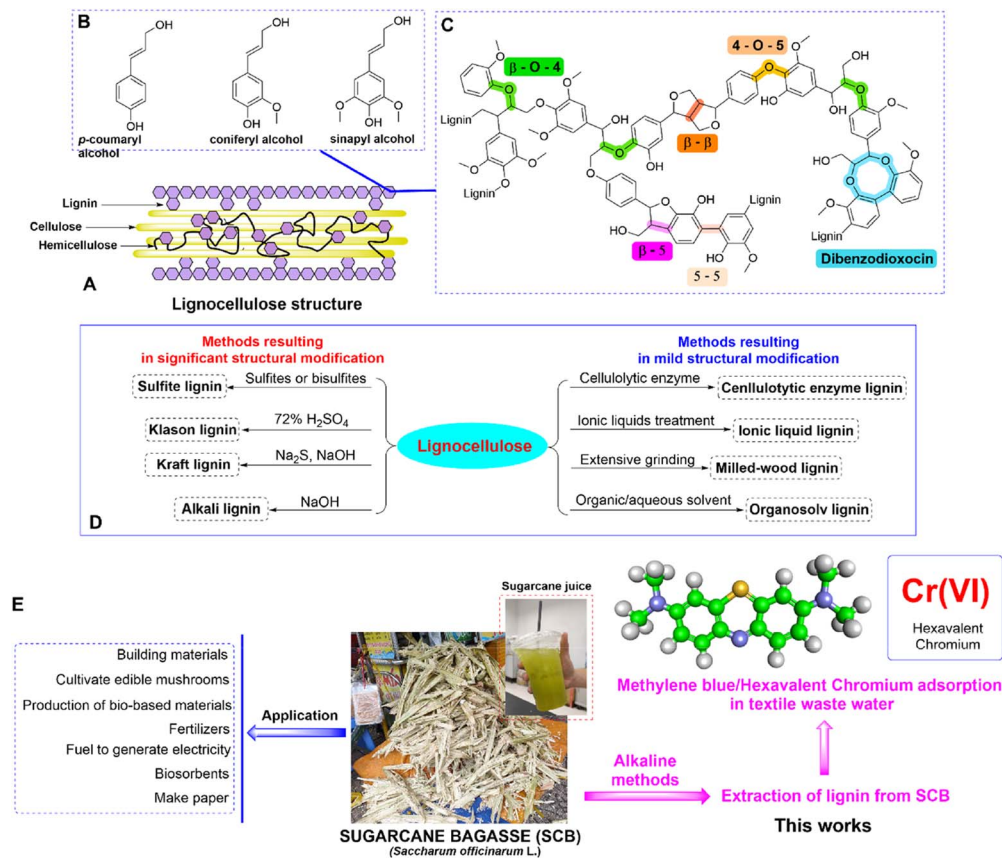 B
OH
OH
OH
OH
O
OH
O
OH
O
p-coumaryl
alcohol
coniferyl alcohol
sinapyl alcohol
Lignin
Cellulose
Hemicellulose
A
Lignocellulose structure
C
β - O - 4
4 - O - 5
β - β
β - 5
5 - 5
Dibenzodioxocin
Lignin
Lignin
Lignin
Lignin
Methods resulting
in significant structural modification
Methods resulting
in mild structural modification
Sulfite lignin
Sulfites or bisulfites
Klason lignin
72% H₂SO₄
Kraft lignin
Na₂S, NaOH
Alkali lignin
NaOH
Lignocellulose
Cellulolytic enzyme
Cenllulotytic enzyme lignin
Ionic liquids treatment
Ionic liquid lignin
Extensive grinding
Milled-wood lignin
Organic/aqueous solvent
Organosolv lignin
D
E
Building materials
Cultivate edible mushrooms
Production of bio-based materials
Fertilizers
Fuel to generate electricity
Biosorbents
Make paper
Application
Sugarcane juice
SUGARCANE BAGASSE (SCB)
(Saccharum officinarum L.)
Alkaline
methods
Extraction of lignin from SCB
This works
Methylene blue/Hexavalent Chromium adsorption
in textile waste water
Cr(VI)
Hexavalent
Chromium